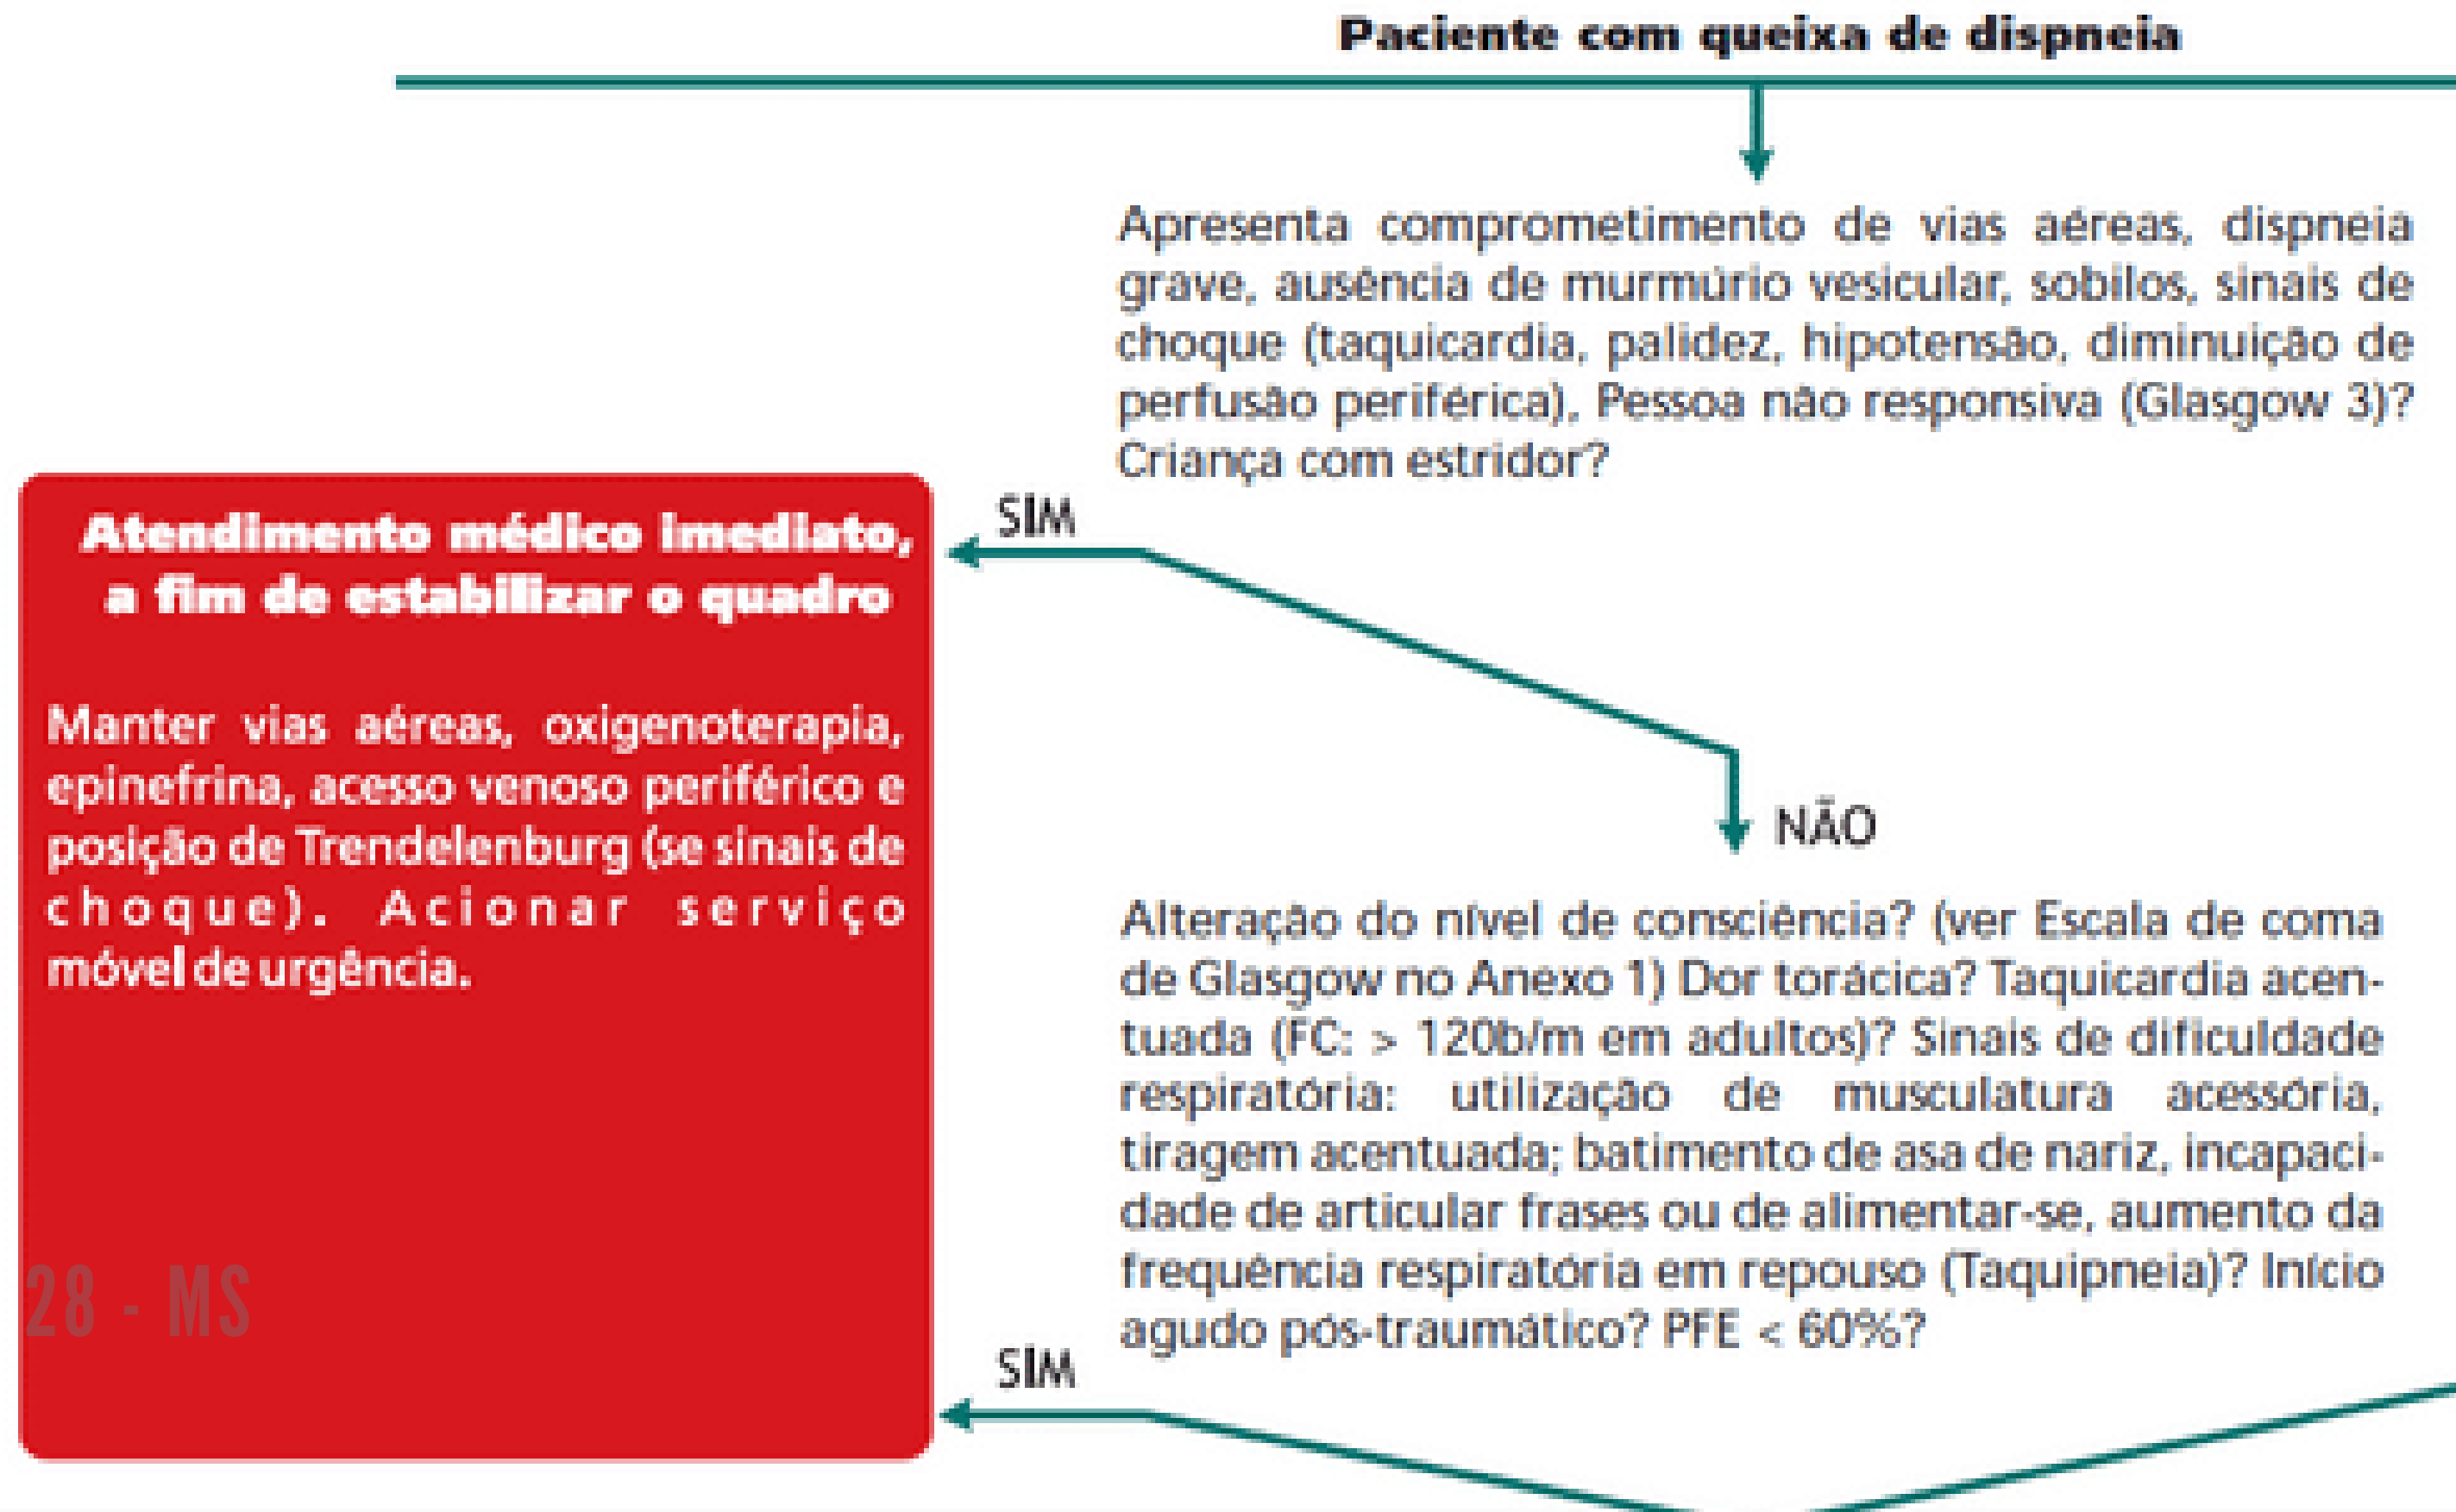 Paciente com queixa de dispneia
Apresenta comprometimento de vias aéreas, dispneia
grave, ausência de murmúrio vesicular, sobilos, sinais de
choque (taquicardia, palidez, hipotensão, diminuição de
perfusão periférica), Pessoa não responsiva (Glasgow 3)?
Criança com estridor?
SIM
Atendimento médico imediato,
a fim de estabilizar o quadro
Manter vias aéreas, oxigenoterapia,
epinefrina, acesso venoso periférico e
posição de Trendelenburg (se sinais de
choque). Acionar serviço
móvel de urgência.
NÃO
Alteração do nível de consciência? (ver Escala de coma
de Glasgow no Anexo 1) Dor torácica? Taquicardia acen-
tuada (FC: > 120b/m em adultos)? Sinais de dificuldade
respiratória: utilização de musculatura acessória,
tiragem acentuada; batimento de asa de nariz, incapaci-
dade de articular frases ou de alimentar-se, aumento da
frequência respiratória em repouso (Taquipneia)? Início
agudo pós-traumático? PFE < 60%?
28 - MS
SIM